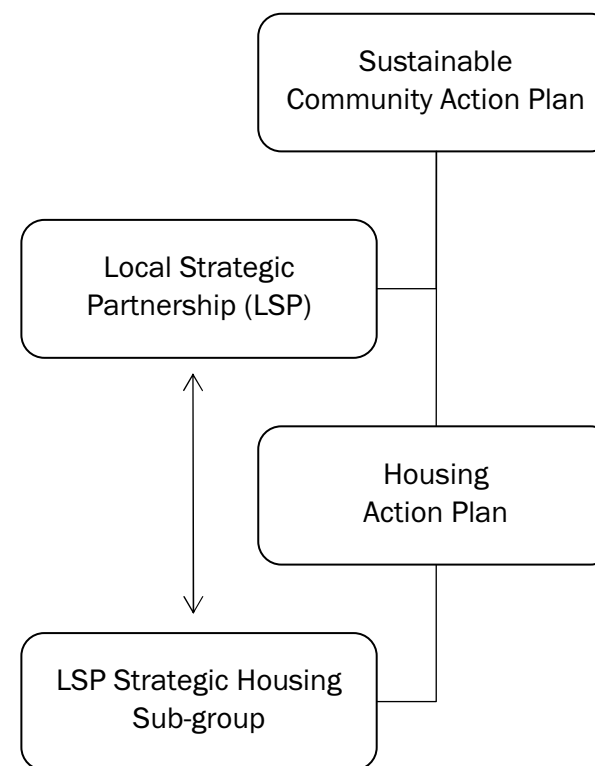 Sustainable
Community Action Plan
Local Strategic
Partnership (LSP)
Housing
Action Plan
LSP Strategic Housing
Sub-group